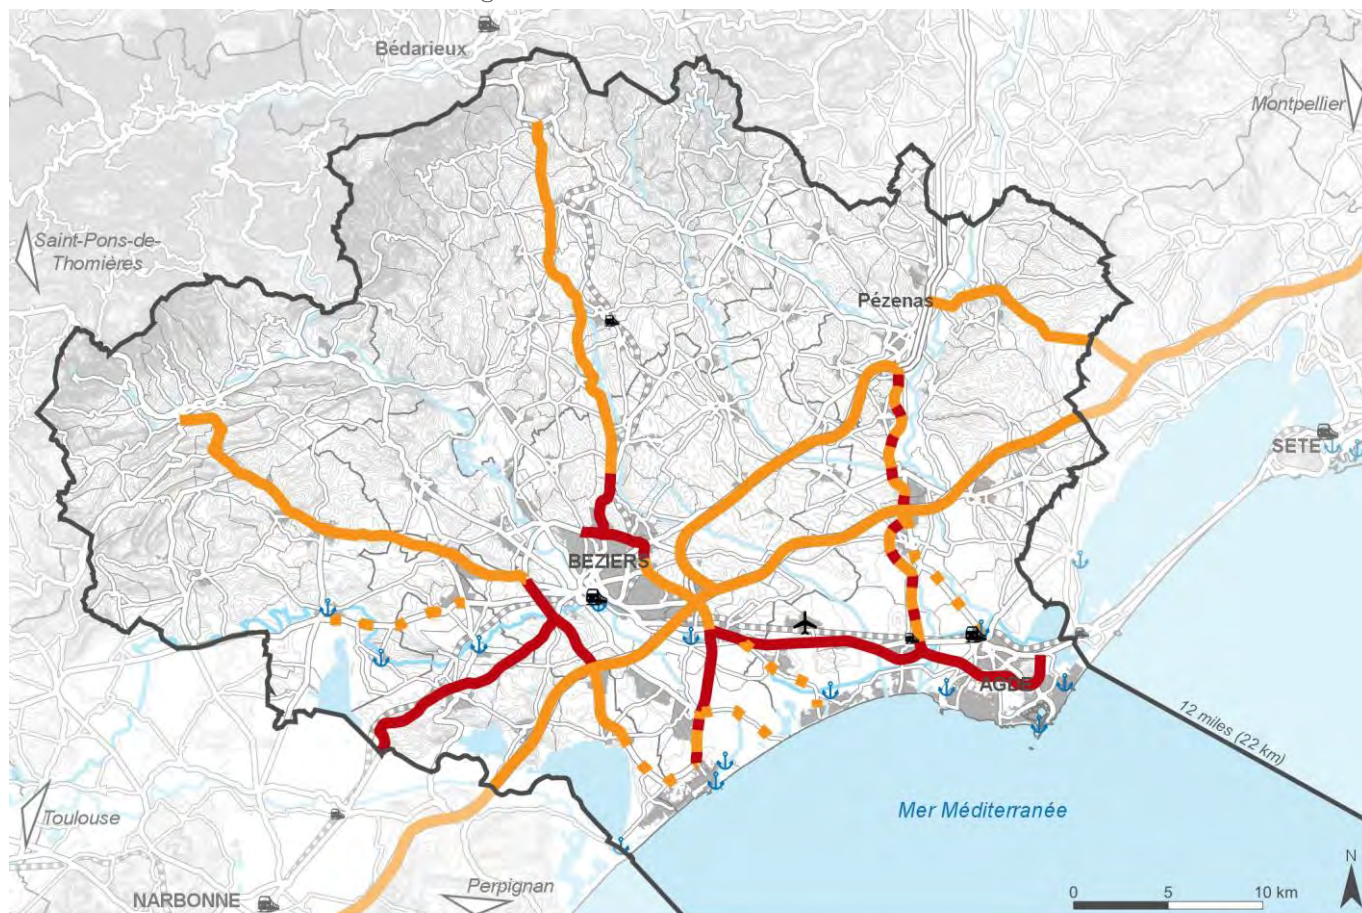 Bédarieux
Montpellier
Saint-Pons-de-
Thomières
Pézenas
SETE
BEZIERS
AGDE
12 miles (22 km)
Mer Méditerranée
Toulouse
Perpignan
NARBONNE
N
0 5 10 km